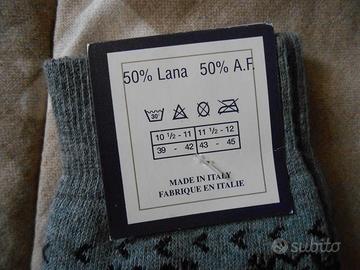 50% Lana 50% A.F.
30°
10 ½ - 11 11 ½ - 12
39 - 42 43 - 45
MADE IN ITALY
FABRIQUE EN ITALIE
subito